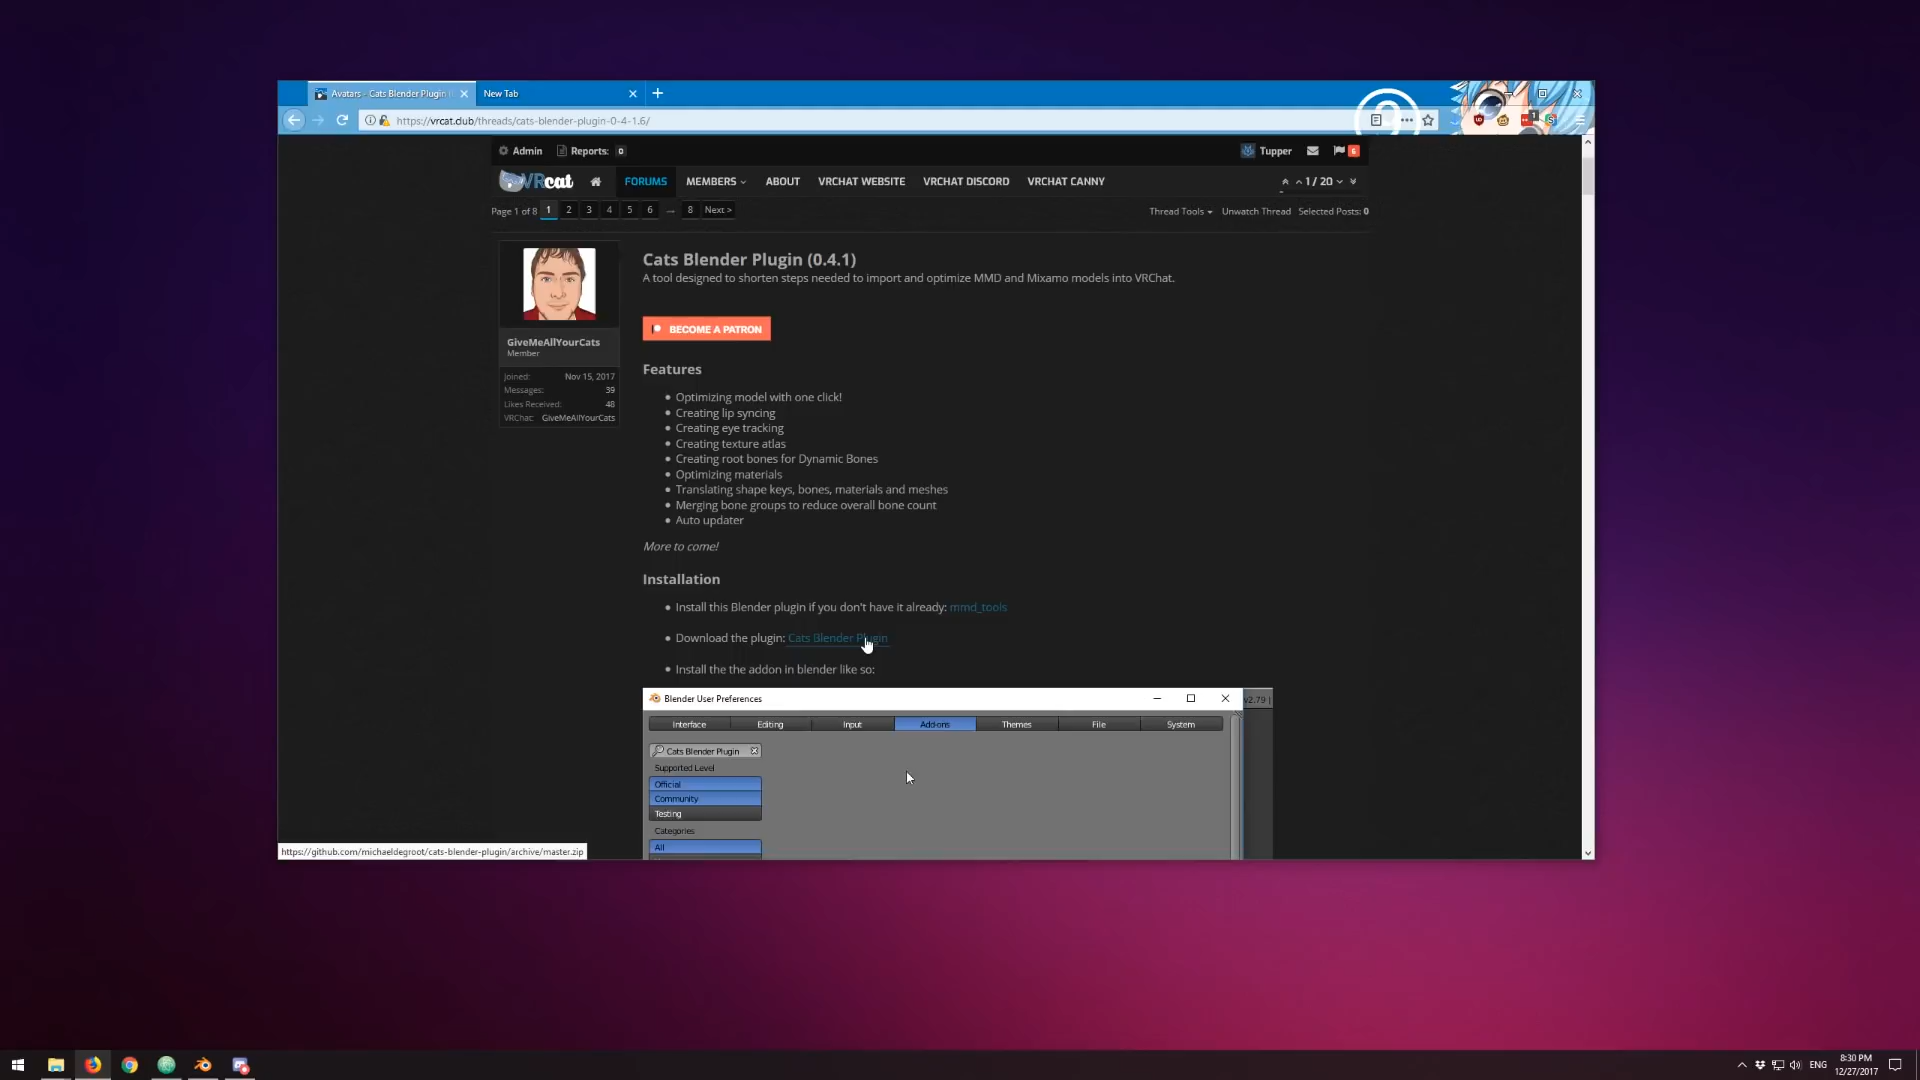 Avatars - Cats Blender Plugin
New Tab
https://vrcat.club/threads/cats-blender-plugin-0-4-1.6/
1
Admin
Reports: 0
Tupper
6
VRcat
FORUMS
MEMBERS
ABOUT
VRCHAT WEBSITE
VRCHAT DISCORD
VRCHAT CANNY
1 / 20
Page 1 of 8
1 2 3 4 5 6 → 8 Next >
Thread Tools
Unwatch Thread
Selected Posts: 0
Cats Blender Plugin (0.4.1)
A tool designed to shorten steps needed to import and optimize MMD and Mixamo models into VRChat.
BECOME A PATRON
GiveMeAllYourCats
Member
Joined: Nov 15, 2017
Messages: 39
Likes Received: 48
VRChat: GiveMeAllYourCats
Features
Optimizing model with one click!
Creating lip syncing
Creating eye tracking
Creating texture atlas
Creating root bones for Dynamic Bones
Optimizing materials
Translating shape keys, bones, materials and meshes
Merging bone groups to reduce overall bone count
Auto updater
More to come!
Installation
Install this Blender plugin if you don't have it already: mmd_tools
Download the plugin: Cats Blender Plugin
Install the the addon in blender like so:
Blender User Preferences
v2.79 |
Interface
Editing
Input
Add-ons
Themes
File
System
Cats Blender Plugin
Supported Level
Official
Community
Testing
Categories
All
https://github.com/michaeldegroot/cats-blender-plugin/archive/master.zip
ENG
8:30 PM
12/27/2017